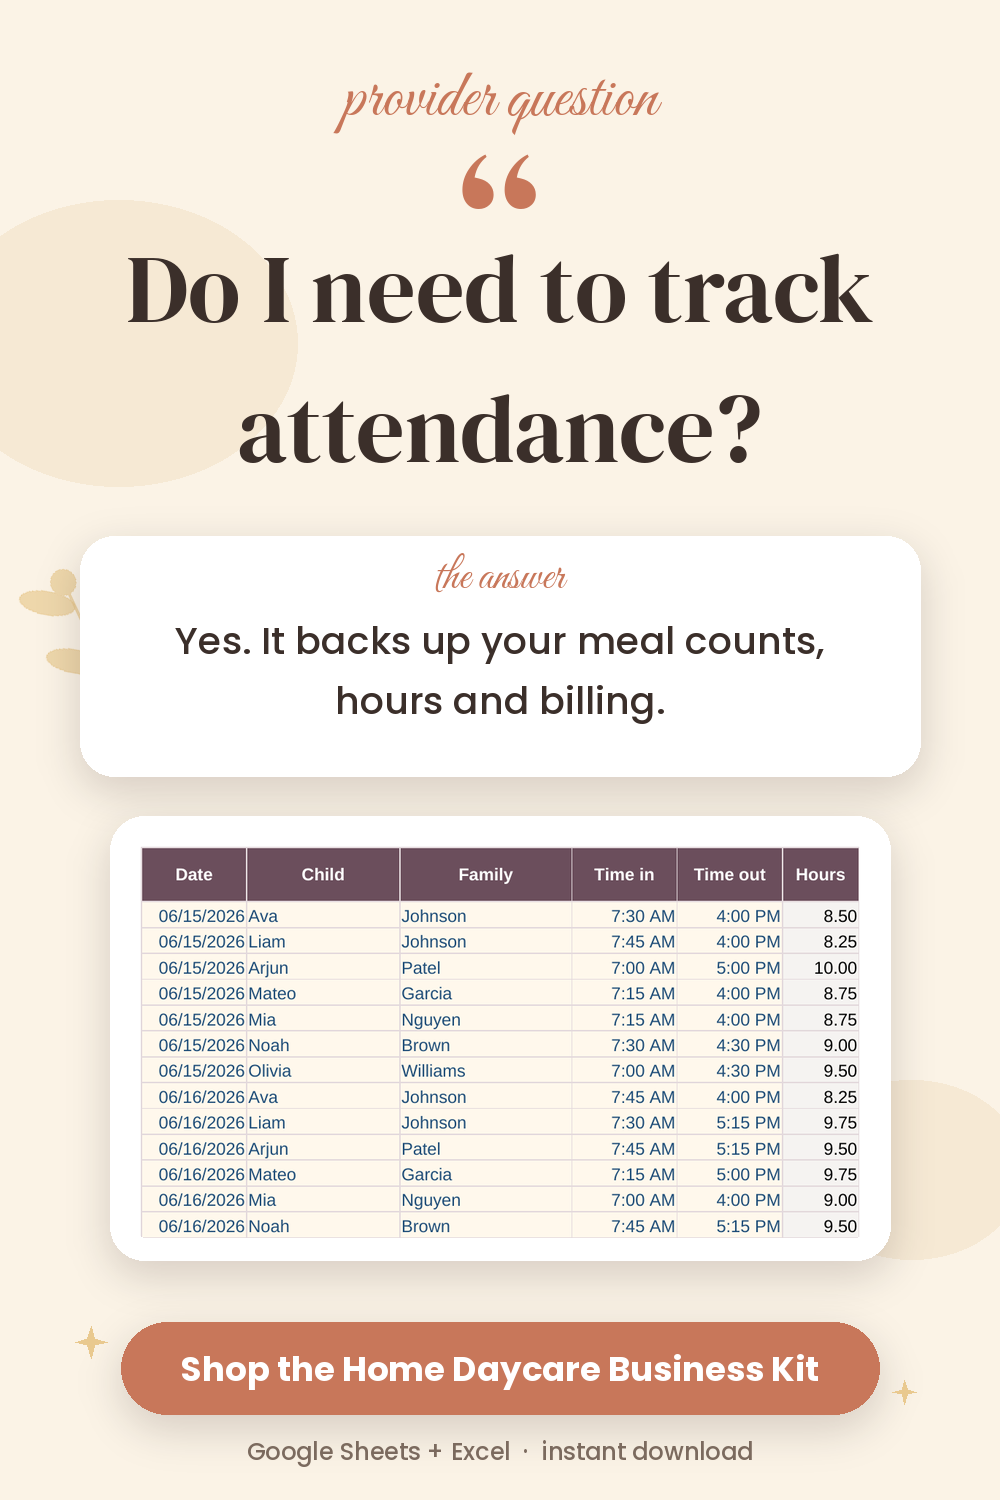 provider question
“
Do I need to track
attendance?
the answer
Yes. It backs up your meal counts,
hours and billing.
Date Child Family Time in Time out Hours
06/15/2026 Ava Johnson 7:30 AM 4:00 PM 8.50
06/15/2026 Liam Johnson 7:45 AM 4:00 PM 8.25
06/15/2026 Arjun Patel 7:00 AM 5:00 PM 10.00
06/15/2026 Mateo Garcia 7:15 AM 4:00 PM 8.75
06/15/2026 Mia Nguyen 7:15 AM 4:00 PM 8.75
06/15/2026 Noah Brown 7:30 AM 4:30 PM 9.00
06/15/2026 Olivia Williams 7:00 AM 4:30 PM 9.50
06/16/2026 Ava Johnson 7:45 AM 4:00 PM 8.25
06/16/2026 Liam Johnson 7:30 AM 5:15 PM 9.75
06/16/2026 Arjun Patel 7:45 AM 5:15 PM 9.50
06/16/2026 Mateo Garcia 7:15 AM 5:00 PM 9.75
06/16/2026 Mia Nguyen 7:00 AM 4:00 PM 9.00
06/16/2026 Noah Brown 7:45 AM 5:15 PM 9.50
Shop the Home Daycare Business Kit
Google Sheets + Excel · instant download